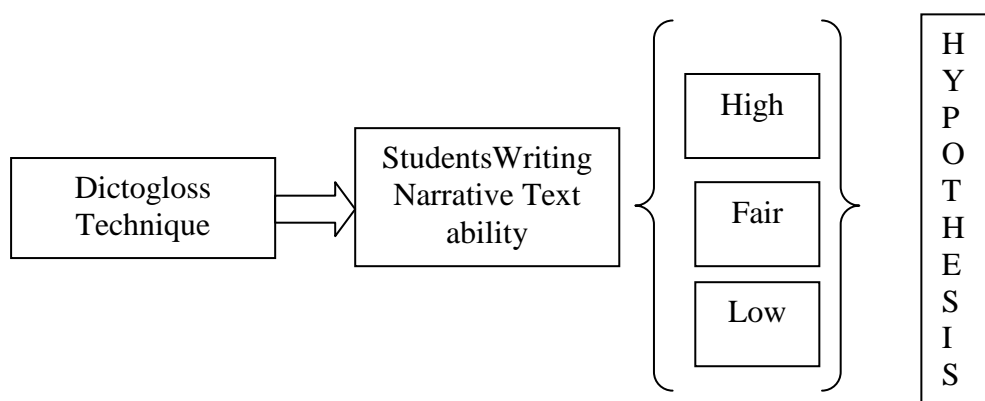 Dictogloss
Technique
StudentsWriting
Narrative Text
ability
High
Fair
Low
H
Y
P
O
T
H
E
S
I
S